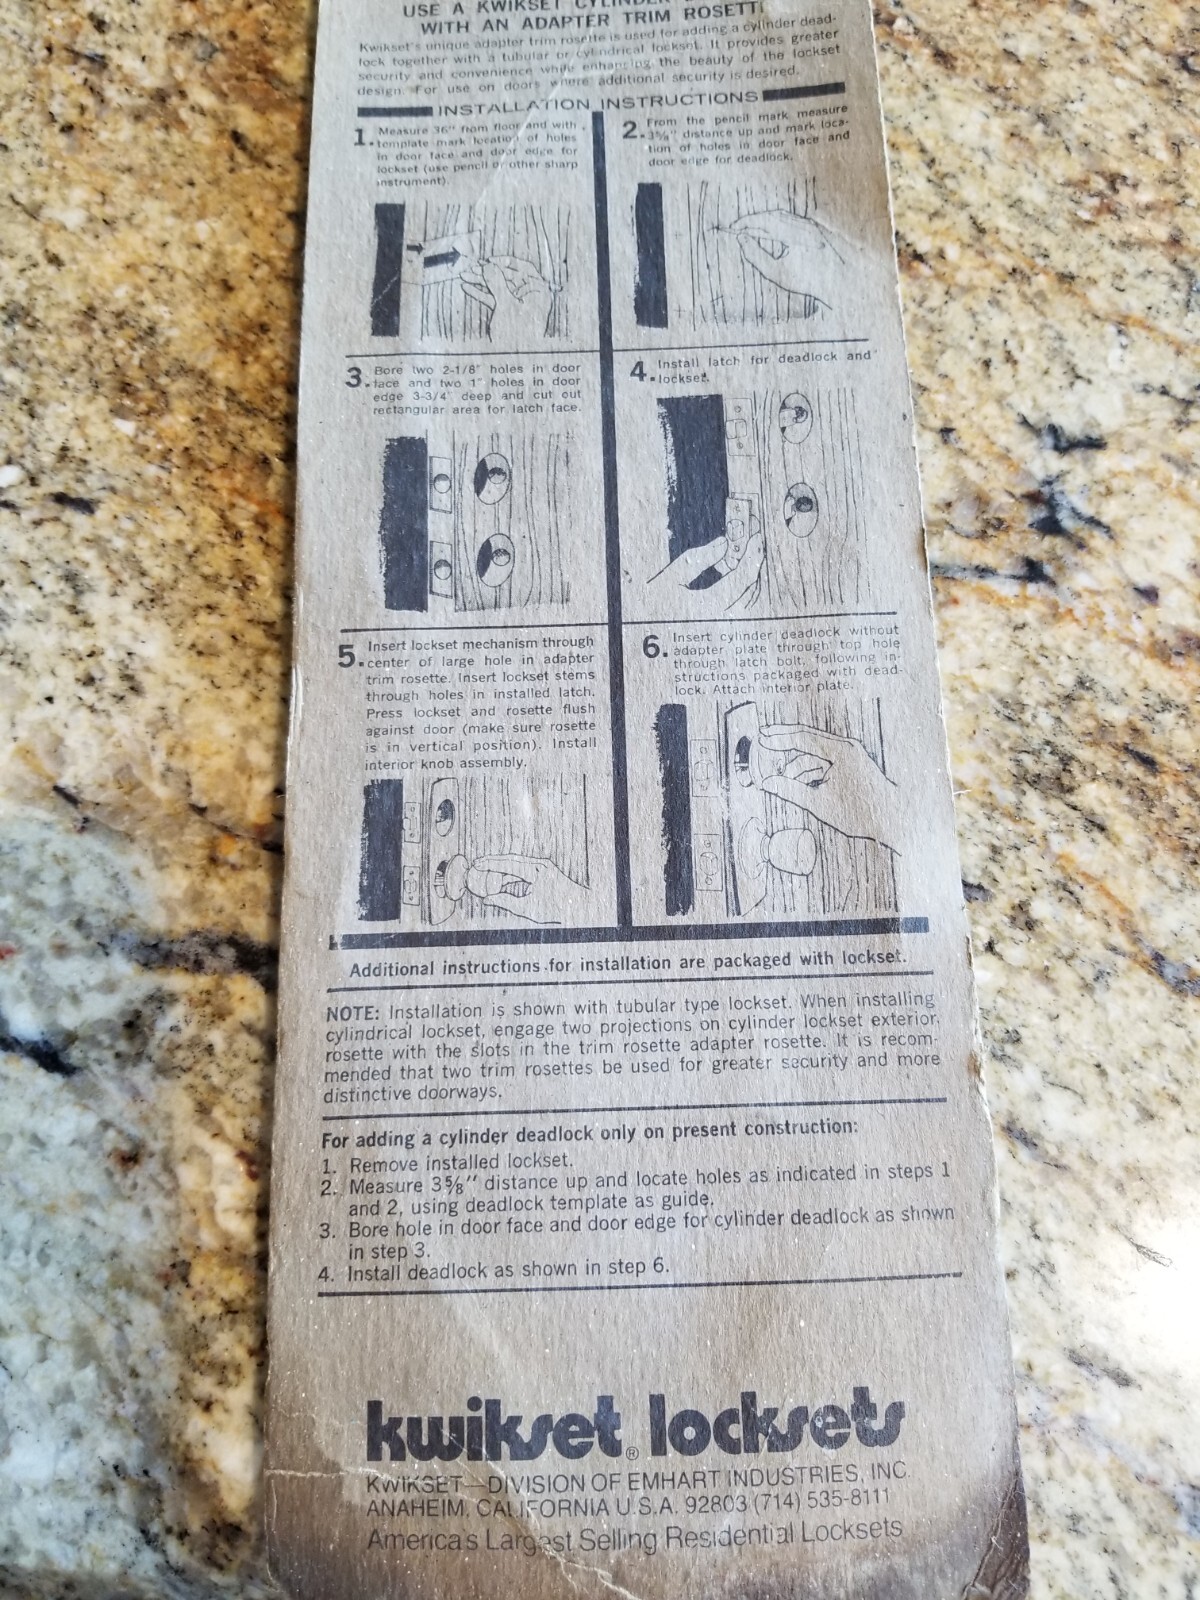 USE A KWIKSET CYLINDER
WITH AN ADAPTER TRIM ROSETT
Kwikset's unique adapter trim rosette is used for adding a cylinder dead-
lock together with a tubular or cylindrical lockset. It provides greater
security and convenience while enhancing the beauty of the lockset
design. For use on doors where additional security is desired.
INSTALLATION INSTRUCTIONS
1. Measure 36" from floor and with
template mark location of holes
in door face and door edge for
lockset (use pencil or other sharp
instrument).
2. From the pencil mark measure
3⅝" distance up and mark loca-
tion of holes in door face and
door edge for deadlock.
3. Bore two 2-1/8" holes in door
face and two 1" holes in door
edge 3-3/4" deep and cut out
rectangular area for latch face.
4. Install latch for deadlock and
lockset.
5. Insert lockset mechanism through
center of large hole in adapter
trim rosette. Insert lockset stems
through holes in installed latch.
Press lockset and rosette flush
against door (make sure rosette
is in vertical position). Install
interior knob assembly.
6. Insert cylinder deadlock without
adapter plate through top hole
through latch bolt, following in-
structions packaged with dead-
lock. Attach interior plate.
Additional instructions for installation are packaged with lockset.
NOTE: Installation is shown with tubular type lockset. When installing
cylindrical lockset, engage two projections on cylinder lockset exterior
rosette with the slots in the trim rosette adapter rosette. It is recom-
mended that two trim rosettes be used for greater security and more
distinctive doorways.
For adding a cylinder deadlock only on present construction:
1. Remove installed lockset.
2. Measure 3⅝" distance up and locate holes as indicated in steps 1
and 2, using deadlock template as guide.
3. Bore hole in door face and door edge for cylinder deadlock as shown
in step 3.
4. Install deadlock as shown in step 6.
kwikset® locksets
KWIKSET—DIVISION OF EMHART INDUSTRIES, INC.
ANAHEIM, CALIFORNIA U.S.A. 92803 (714) 535-8111
America's Largest Selling Residential Locksets